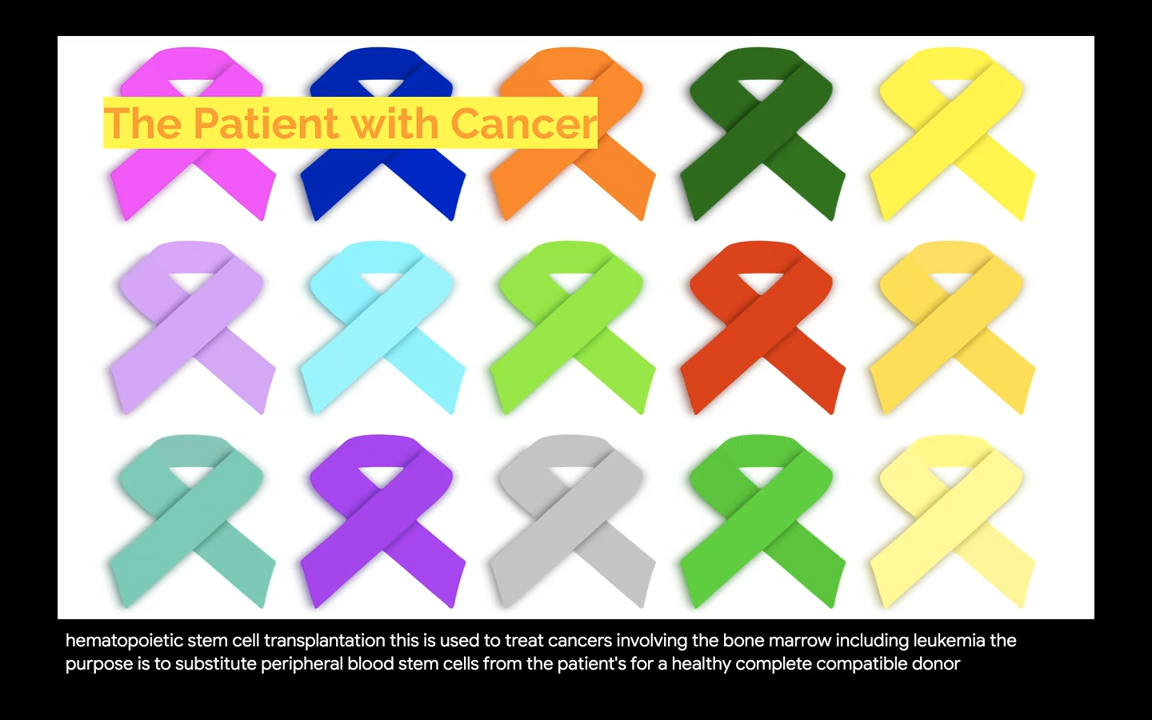 The Patient with Cancer
hematopoietic stem cell transplantation this is used to treat cancers involving the bone marrow including leukemia the
purpose is to substitute peripheral blood stem cells from the patient's for a healthy complete compatible donor